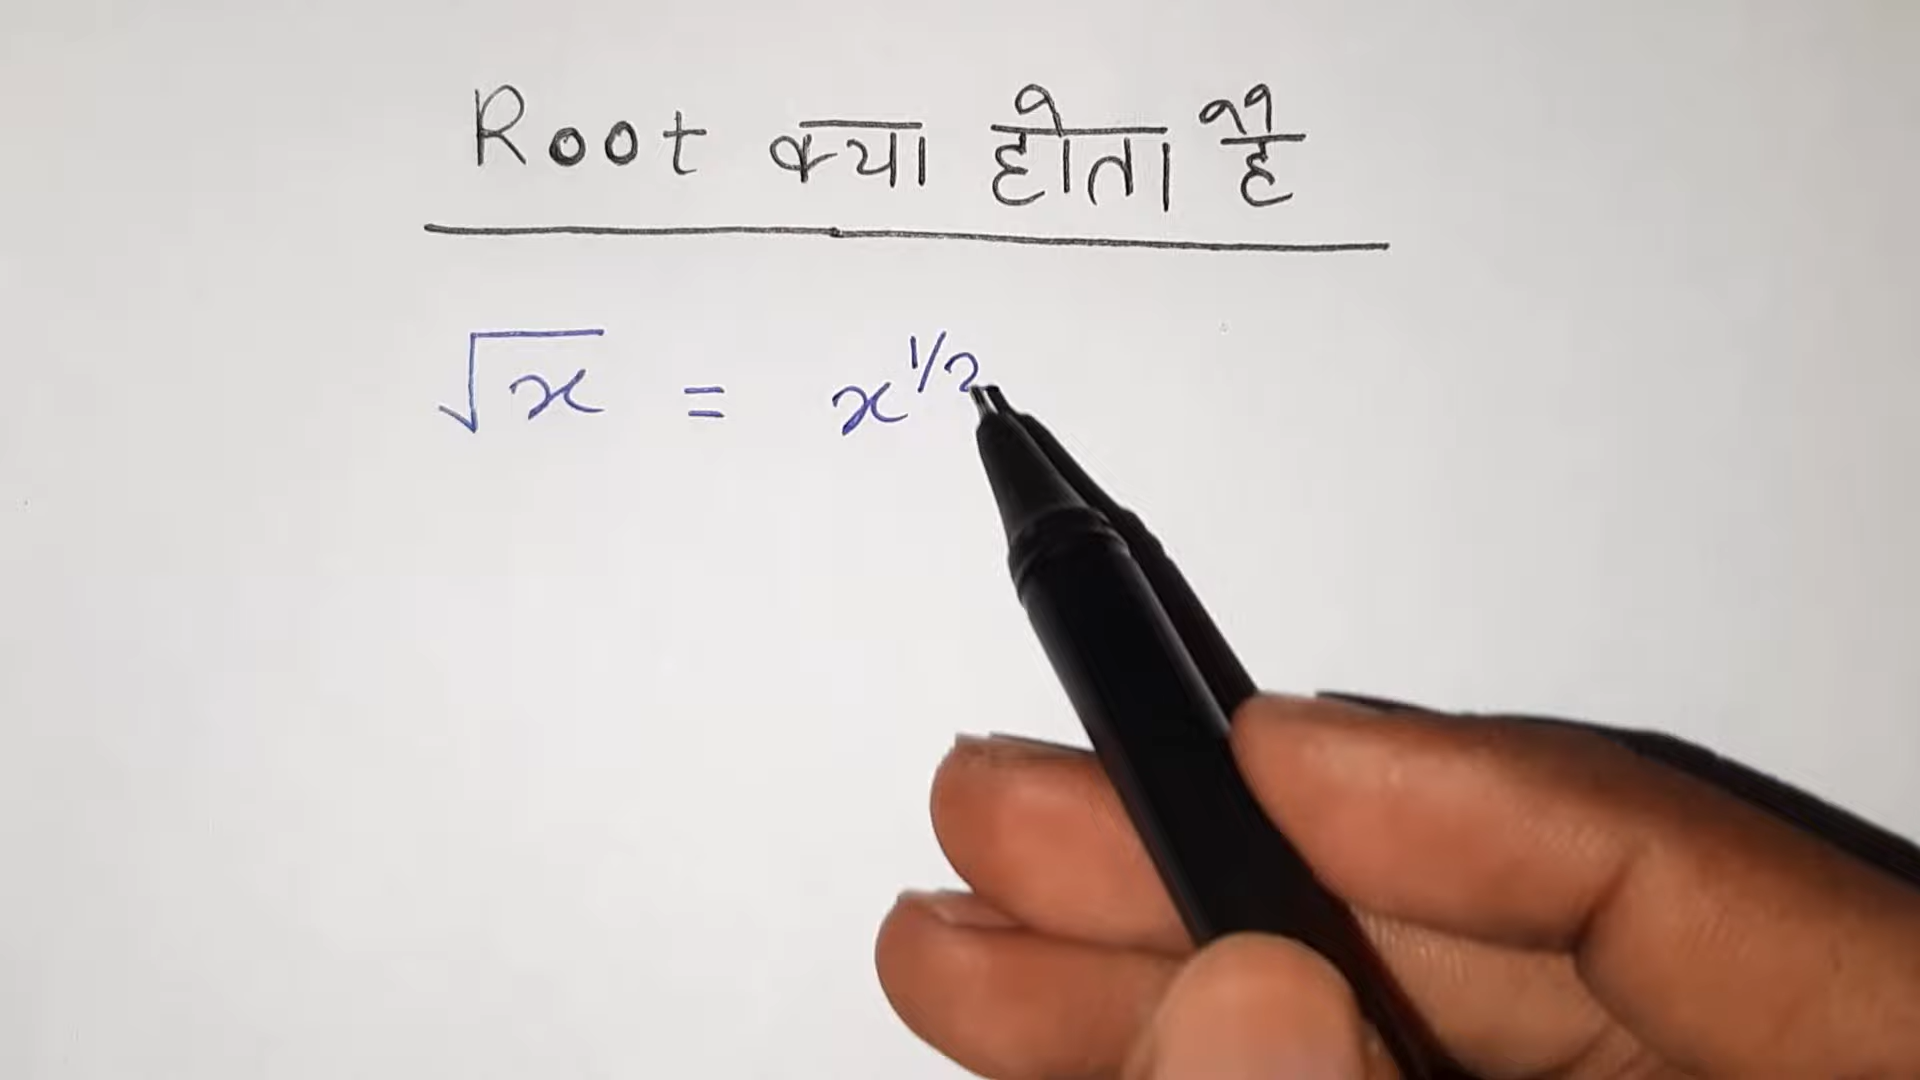 Root क्या होता है
√x = x^1/2